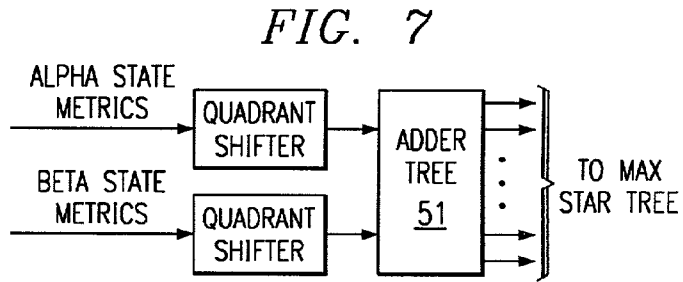 FIG. 7
ALPHA STATE
METRICS
QUADRANT
SHIFTER
BETA STATE
METRICS
QUADRANT
SHIFTER
ADDER
TREE
51
TO MAX
STAR TREE